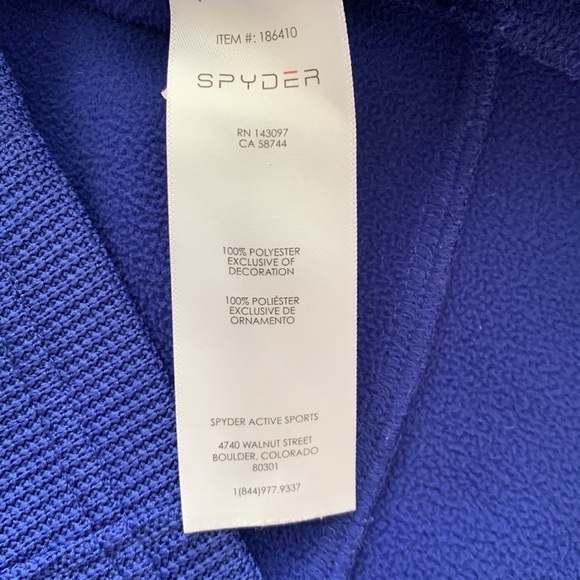 ITEM #: 186410
SPYDER
RN 143097
CA 58744
100% POLYESTER
EXCLUSIVE OF
DECORATION
100% POLIÉSTER
EXCLUSIVE DE
ORNAMENTO
SPYDER ACTIVE SPORTS
4740 WALNUT STREET
BOULDER, COLORADO
80301
1(844)977.9337